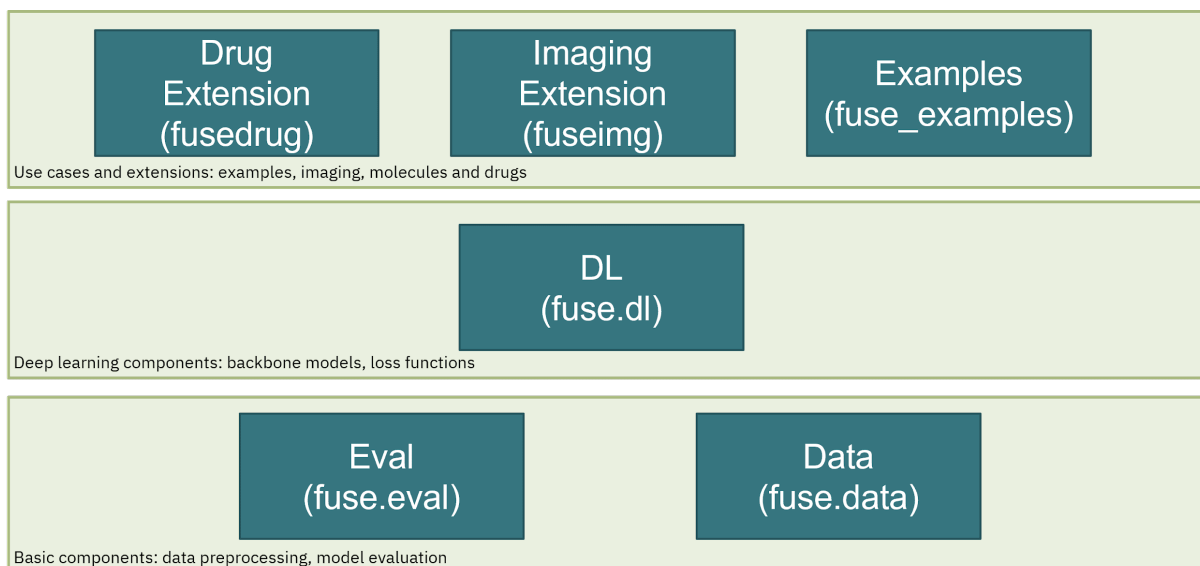 Drug
Extension
(fusedrug)
Imaging
Extension
(fuseimg)
Examples
(fuse_examples)
Use cases and extensions: examples, imaging, molecules and drugs
DL
(fuse.dl)
Deep learning components: backbone models, loss functions
Eval
(fuse.eval)
Data
(fuse.data)
Basic components: data preprocessing, model evaluation